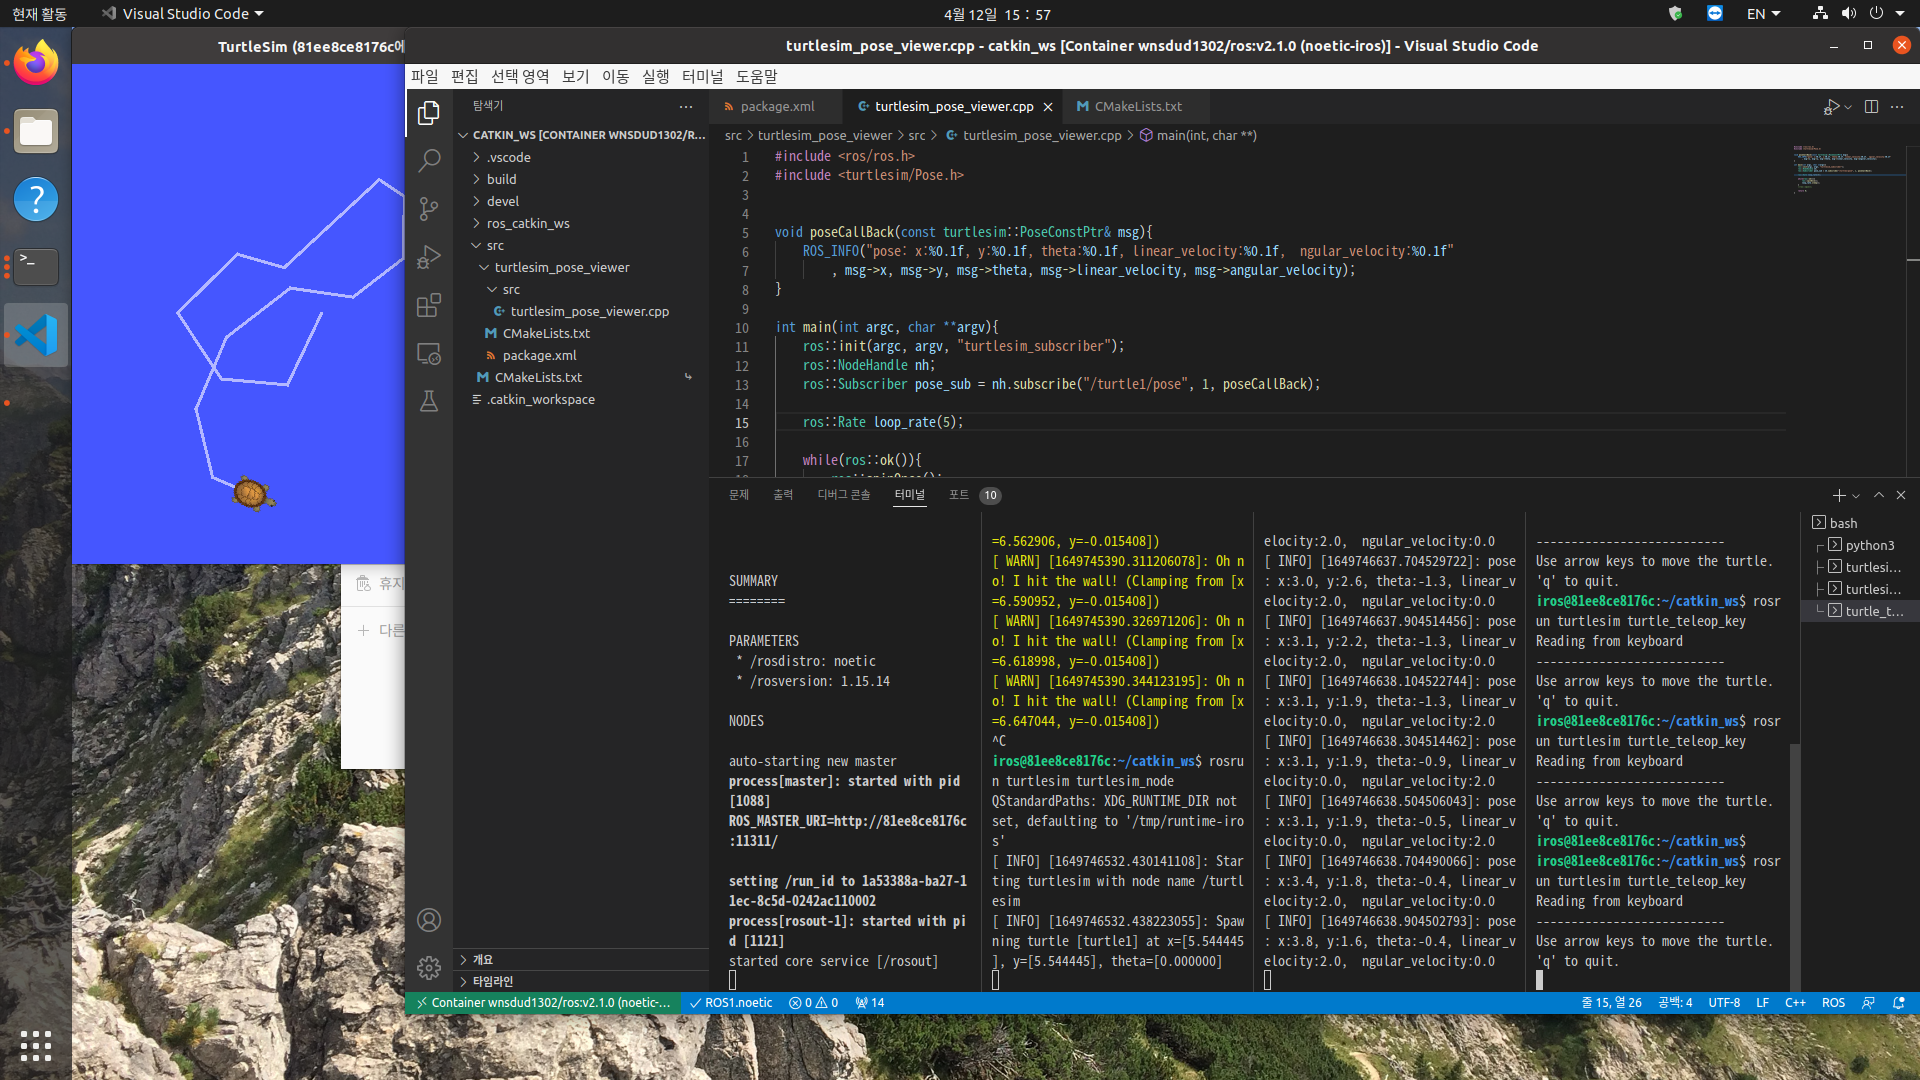 현재 활동
Visual Studio Code
4월 12일 15 : 57
EN
TurtleSim (81ee8ce8176c에
turtlesim_pose_viewer.cpp - catkin_ws [Container wnsdud1302/ros:v2.1.0 (noetic-iros)] - Visual Studio Code
파일 편집 선택 영역 보기 이동 실행 터미널 도움말
탐색기
CATKIN_WS [CONTAINER WNSDUD1302/R...
.vscode
build
devel
ros_catkin_ws
src
turtlesim_pose_viewer
src
turtlesim_pose_viewer.cpp
CMakeLists.txt
package.xml
CMakeLists.txt
.catkin_workspace
개요
타임라인
휴지
다른
package.xml
turtlesim_pose_viewer.cpp
CMakeLists.txt
src > turtlesim_pose_viewer > src > turtlesim_pose_viewer.cpp > main(int, char **)
1 #include <ros/ros.h>
2 #include <turtlesim/Pose.h>
3
4
5 void poseCallBack(const turtlesim::PoseConstPtr& msg){
6 ROS_INFO("pose: x:%0.1f, y:%0.1f, theta:%0.1f, linear_velocity:%0.1f,  ngular_velocity:%0.1f"
7 , msg->x, msg->y, msg->theta, msg->linear_velocity, msg->angular_velocity);
8 }
9
10 int main(int argc, char **argv){
11 ros::init(argc, argv, "turtlesim_subscriber");
12 ros::NodeHandle nh;
13 ros::Subscriber pose_sub = nh.subscribe("/turtle1/pose", 1, poseCallBack);
14
15 ros::Rate loop_rate(5);
16
17 while(ros::ok()){
문제 출력 디버그 콘솔 터미널 포트 10
SUMMARY
========
PARAMETERS
* /rosdistro: noetic
* /rosversion: 1.15.14
NODES
auto-starting new master
process[master]: started with pid
[1088]
ROS_MASTER_URI=http://81ee8ce8176c
:11311/
setting /run_id to 1a53388a-ba27-1
1ec-8c5d-0242ac110002
process[rosout-1]: started with pi
d [1121]
started core service [/rosout]
=6.562906, y=-0.015408])
[ WARN] [1649745390.311206078]: Oh n
o! I hit the wall! (Clamping from [x
=6.590952, y=-0.015408])
[ WARN] [1649745390.326971206]: Oh n
o! I hit the wall! (Clamping from [x
=6.618998, y=-0.015408])
[ WARN] [1649745390.344123195]: Oh n
o! I hit the wall! (Clamping from [x
=6.647044, y=-0.015408])
^C
iros@81ee8ce8176c:~/catkin_ws$ rosru
n turtlesim turtlesim_node
QStandardPaths: XDG_RUNTIME_DIR not
set, defaulting to '/tmp/runtime-iro
s'
[ INFO] [1649746532.430141108]: Star
ting turtlesim with node name /turtl
esim
[ INFO] [1649746532.438223055]: Spaw
ning turtle [turtle1] at x=[5.544445
], y=[5.544445], theta=[0.000000]
elocity:2.0,  ngular_velocity:0.0
[ INFO] [1649746637.704529722]: pose
: x:3.0, y:2.6, theta:-1.3, linear_v
elocity:2.0,  ngular_velocity:0.0
[ INFO] [1649746637.904514456]: pose
: x:3.1, y:2.2, theta:-1.3, linear_v
elocity:2.0,  ngular_velocity:0.0
[ INFO] [1649746638.104522744]: pose
: x:3.1, y:1.9, theta:-1.3, linear_v
elocity:0.0,  ngular_velocity:2.0
[ INFO] [1649746638.304514462]: pose
: x:3.1, y:1.9, theta:-0.9, linear_v
elocity:0.0,  ngular_velocity:2.0
[ INFO] [1649746638.504506043]: pose
: x:3.1, y:1.9, theta:-0.5, linear_v
elocity:0.0,  ngular_velocity:2.0
[ INFO] [1649746638.704490066]: pose
: x:3.4, y:1.8, theta:-0.4, linear_v
elocity:2.0,  ngular_velocity:0.0
[ INFO] [1649746638.904502793]: pose
: x:3.8, y:1.6, theta:-0.4, linear_v
elocity:2.0,  ngular_velocity:0.0
---------------------------
Use arrow keys to move the turtle.
'q' to quit.
iros@81ee8ce8176c:~/catkin_ws$ rosr
un turtlesim turtle_teleop_key
Reading from keyboard
---------------------------
Use arrow keys to move the turtle.
'q' to quit.
iros@81ee8ce8176c:~/catkin_ws$ rosr
un turtlesim turtle_teleop_key
Reading from keyboard
---------------------------
Use arrow keys to move the turtle.
'q' to quit.
iros@81ee8ce8176c:~/catkin_ws$
iros@81ee8ce8176c:~/catkin_ws$ rosr
un turtlesim turtle_teleop_key
Reading from keyboard
---------------------------
Use arrow keys to move the turtle.
'q' to quit.
bash
python3
turtlesi...
turtlesi...
turtle_t...
Container wnsdud1302/ros:v2.1.0 (noetic-...
ROS1.noetic
0 0
14
줄 15, 열 26
공백: 4
UTF-8
LF
C++
ROS